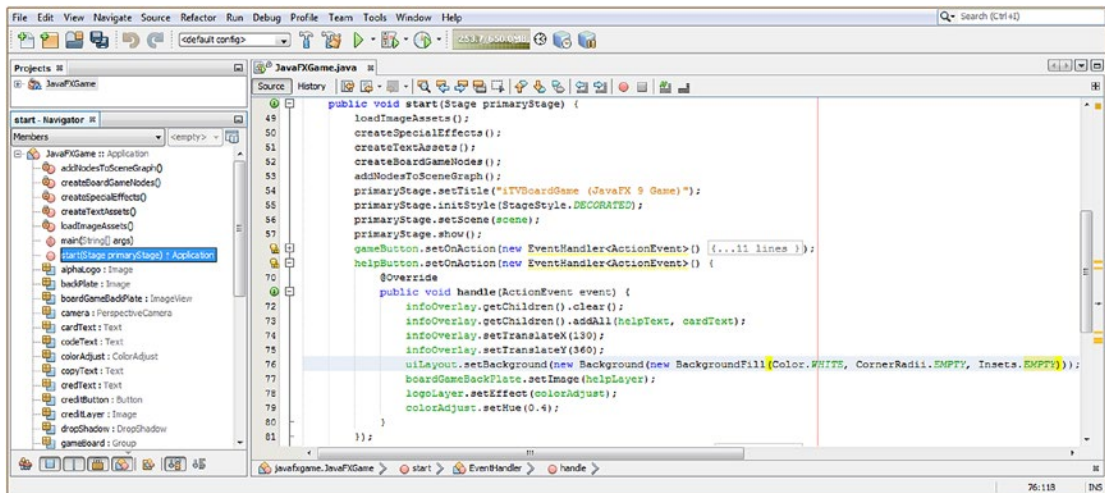 File Edit View Navigate Source Refactor Run Debug Profile Team Tools Window Help
Search (Ctrl+I)
<default config>
Projects
JavaFXGame
start - Navigator
Members
<empty>
JavaFXGame :: Application
addNodesToSceneGraph()
createBoardGameNodes()
createSpecialEffects()
createTextAssets()
loadImageAssets()
main(String[] args)
start(Stage primaryStage) ↑ Application
alphaLogo : Image
backPlate : Image
boardGameBackPlate : ImageView
camera : PerspectiveCamera
cardText : Text
codeText : Text
colorAdjust : ColorAdjust
copyText : Text
credText : Text
creditButton : Button
creditLayer : Image
dropShadow : DropShadow
gameBoard : Group
JavaFXGame.java
Source History
public void start(Stage primaryStage) {
49 loadImageAssets();
50 createSpecialEffects();
51 createTextAssets();
52 createBoardGameNodes();
53 addNodesToSceneGraph();
54 primaryStage.setTitle("iTVBoardGame (JavaFX 9 Game)");
55 primaryStage.initStyle(StageStyle.DECORATED);
56 primaryStage.setScene(scene);
57 primaryStage.show();
gameButton.setOnAction(new EventHandler<ActionEvent>() {...11 lines });
helpButton.setOnAction(new EventHandler<ActionEvent>() {
70 @Override
public void handle(ActionEvent event) {
72 infoOverlay.getChildren().clear();
73 infoOverlay.getChildren().addAll(helpText, cardText);
74 infoOverlay.setTranslateX(130);
75 infoOverlay.setTranslateY(360);
76 uiLayout.setBackground(new Background(new BackgroundFill(Color.WHITE, CornerRadii.EMPTY, Insets.EMPTY)));
77 boardGameBackPlate.setImage(helpLayer);
78 logoLayer.setEffect(colorAdjust);
79 colorAdjust.setHue(0.4);
80 }
81 });
javafxgame.JavaFXGame > start > EventHandler > handle >
76:118 INS